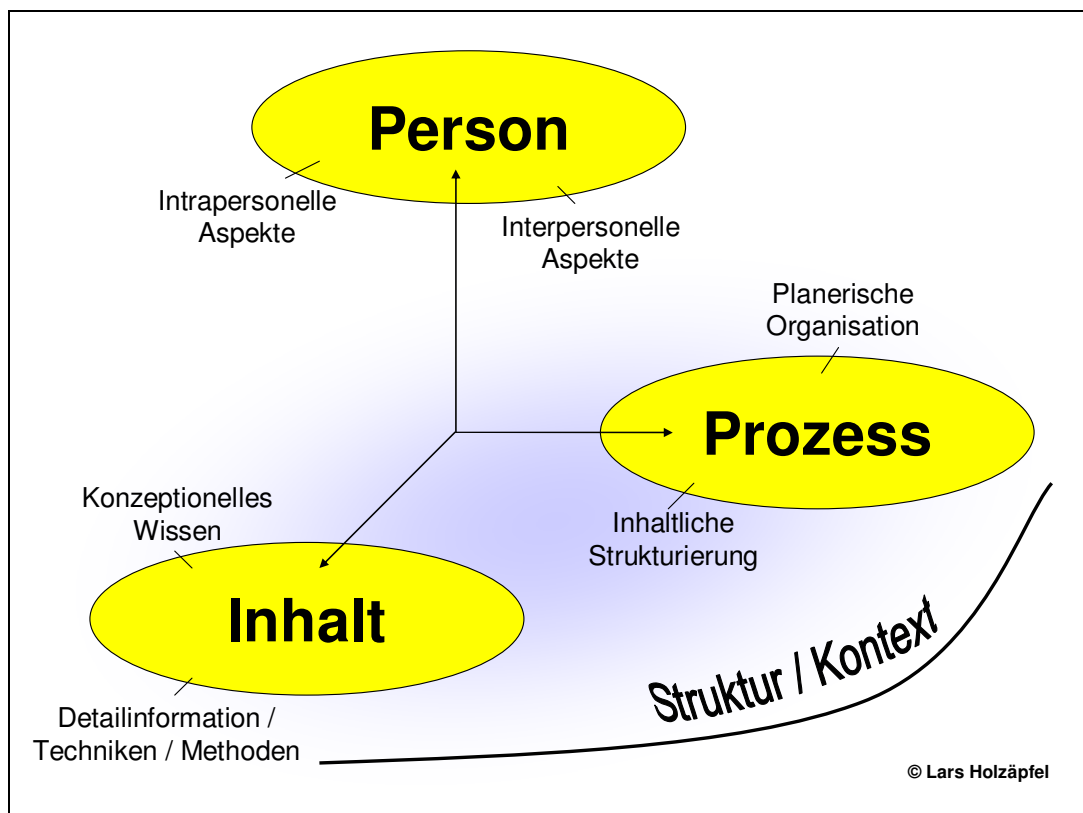 Person
Intrapersonelle
Aspekte
Interpersonelle
Aspekte
Planerische
Organisation
Prozess
Inhaltliche
Strukturierung
Konzeptionelles
Wissen
Inhalt
Detailinformation /
Techniken / Methoden
Struktur / Kontext
© Lars Holzäpfel